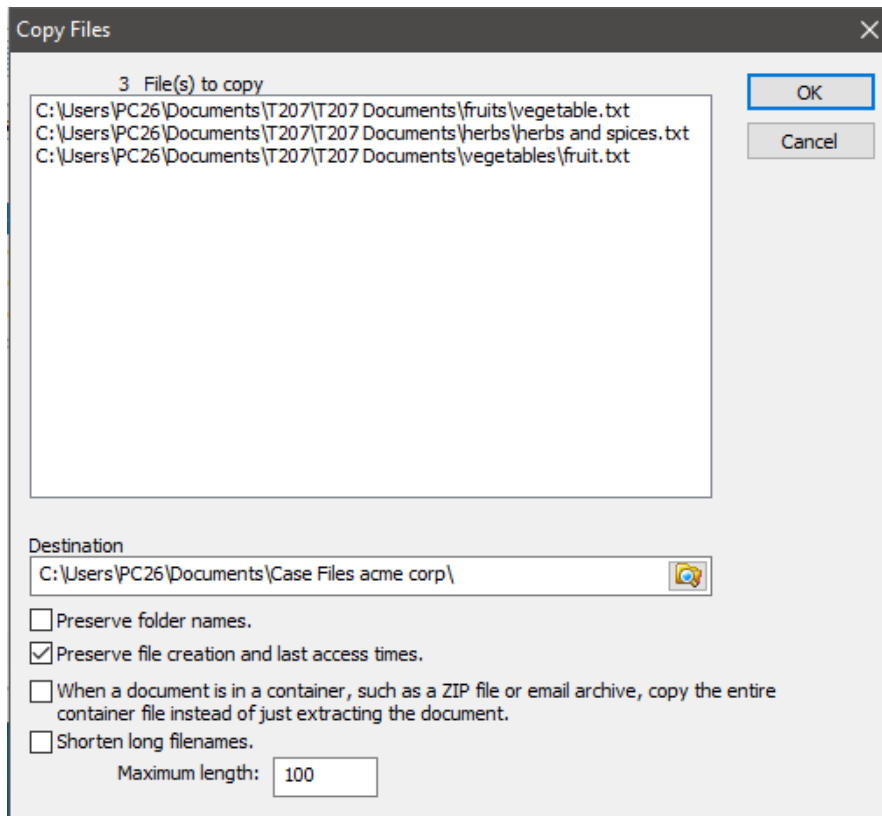 Copy Files
3 File(s) to copy
C:\Users\PC26\Documents\T207\T207 Documents\fruits\vegetable.txt
C:\Users\PC26\Documents\T207\T207 Documents\herbs\herbs and spices.txt
C:\Users\PC26\Documents\T207\T207 Documents\vegetables\fruit.txt
OK
Cancel
Destination
C:\Users\PC26\Documents\Case Files acme corp\
Preserve folder names.
Preserve file creation and last access times.
When a document is in a container, such as a ZIP file or email archive, copy the entire
container file instead of just extracting the document.
Shorten long filenames.
Maximum length: 100